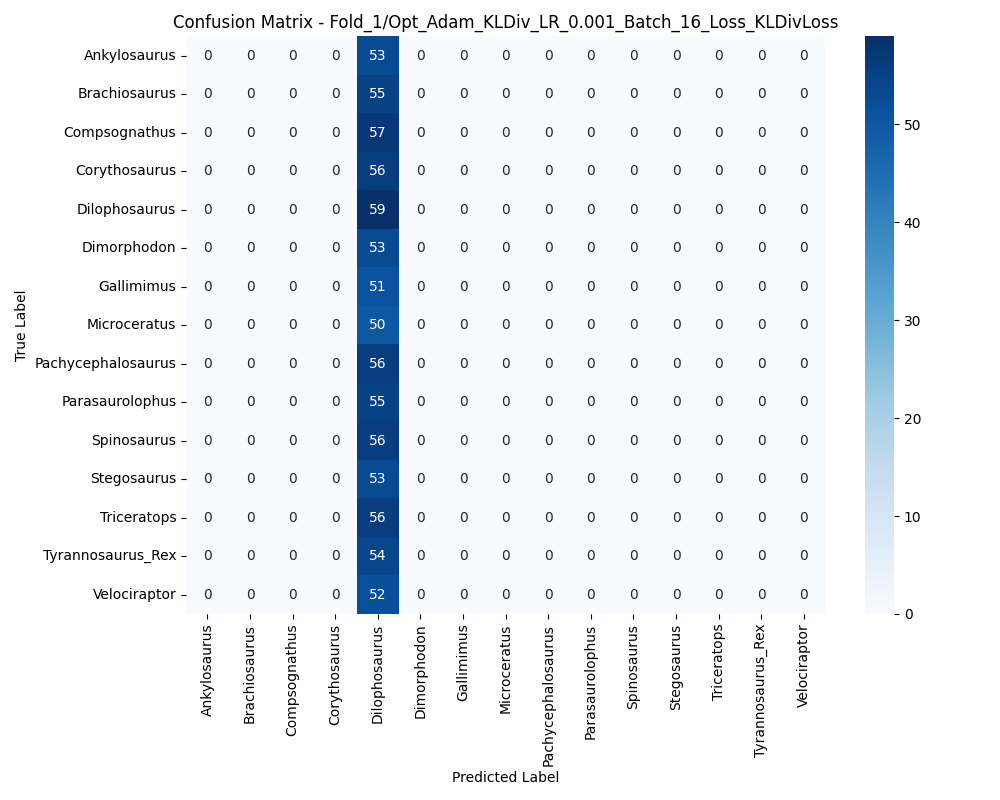 Confusion Matrix - Fold_1/Opt_Adam_KLDiv_LR_0.001_Batch_16_Loss_KLDivLoss
True Label
Ankylosaurus 0 0 0 0 53 0 0 0 0 0 0 0 0 0 0
Brachiosaurus 0 0 0 0 55 0 0 0 0 0 0 0 0 0 0
Compsognathus 0 0 0 0 57 0 0 0 0 0 0 0 0 0 0
Corythosaurus 0 0 0 0 56 0 0 0 0 0 0 0 0 0 0
Dilophosaurus 0 0 0 0 59 0 0 0 0 0 0 0 0 0 0
Dimorphodon 0 0 0 0 53 0 0 0 0 0 0 0 0 0 0
Gallimimus 0 0 0 0 51 0 0 0 0 0 0 0 0 0 0
Microceratus 0 0 0 0 50 0 0 0 0 0 0 0 0 0 0
Pachycephalosaurus 0 0 0 0 56 0 0 0 0 0 0 0 0 0 0
Parasaurolophus 0 0 0 0 55 0 0 0 0 0 0 0 0 0 0
Spinosaurus 0 0 0 0 56 0 0 0 0 0 0 0 0 0 0
Stegosaurus 0 0 0 0 53 0 0 0 0 0 0 0 0 0 0
Triceratops 0 0 0 0 56 0 0 0 0 0 0 0 0 0 0
Tyrannosaurus_Rex 0 0 0 0 54 0 0 0 0 0 0 0 0 0 0
Velociraptor 0 0 0 0 52 0 0 0 0 0 0 0 0 0 0
Ankylosaurus
Brachiosaurus
Compsognathus
Corythosaurus
Dilophosaurus
Dimorphodon
Gallimimus
Microceratus
Pachycephalosaurus
Parasaurolophus
Spinosaurus
Stegosaurus
Triceratops
Tyrannosaurus_Rex
Velociraptor
Predicted Label
50
40
30
20
10
0